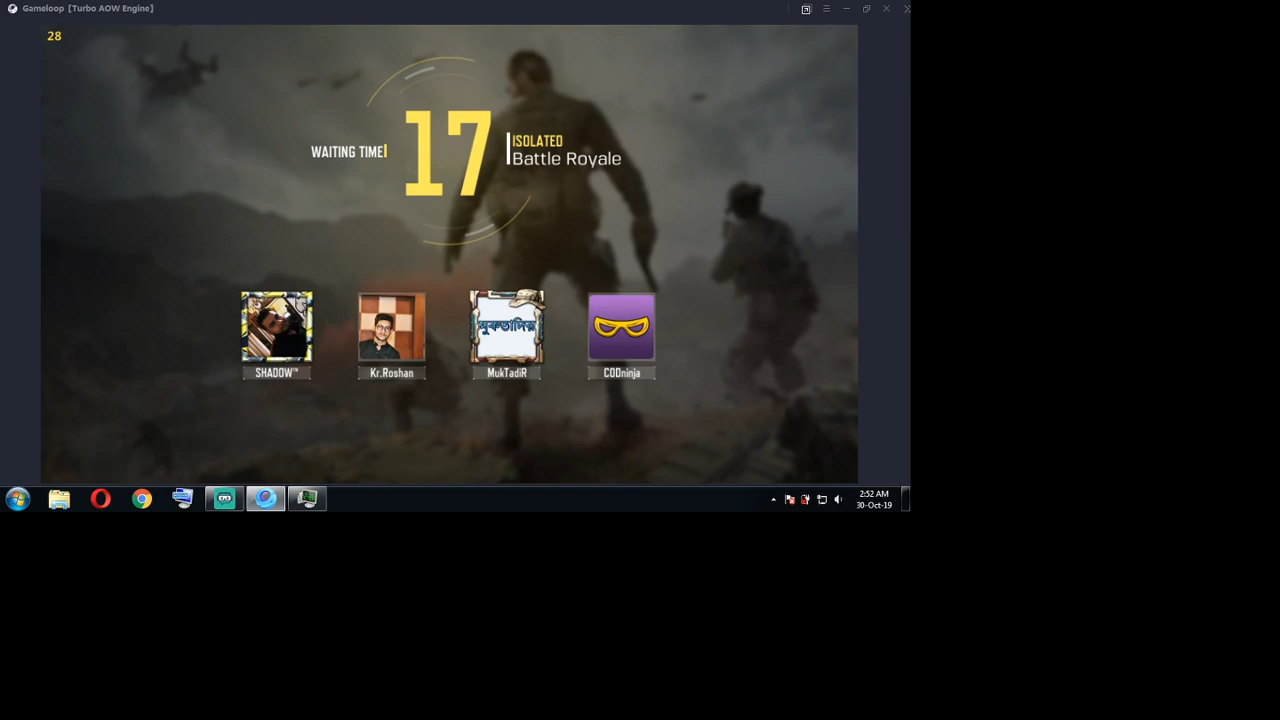 Gameloop [Turbo AOW Engine]
28
WAITING TIME
17
ISOLATED
Battle Royale
মুকতাদির
SHADOW™
Kr.Roshan
MukTadiR
CODninja
2:52 AM
30-Oct-19